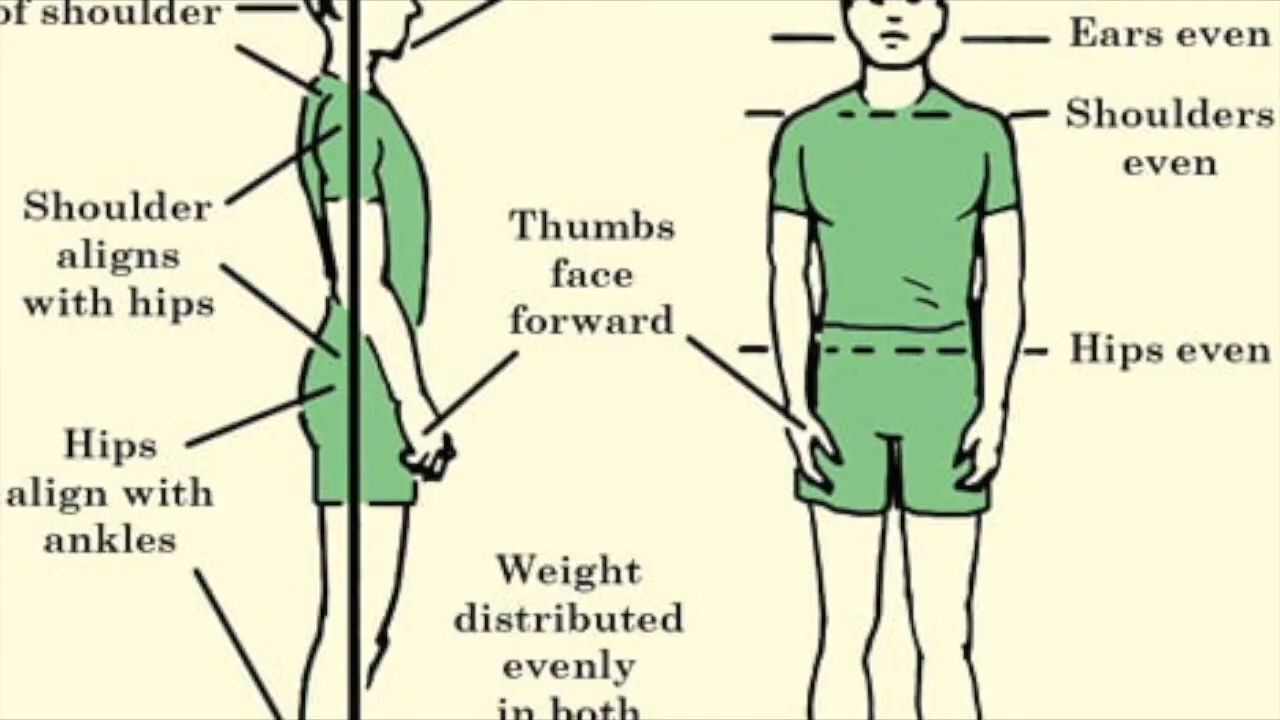 of shoulder
Shoulder
aligns
with hips
Hips
align with
ankles
Thumbs
face
forward
Weight
distributed
evenly
in both
Ears even
Shoulders
even
Hips even